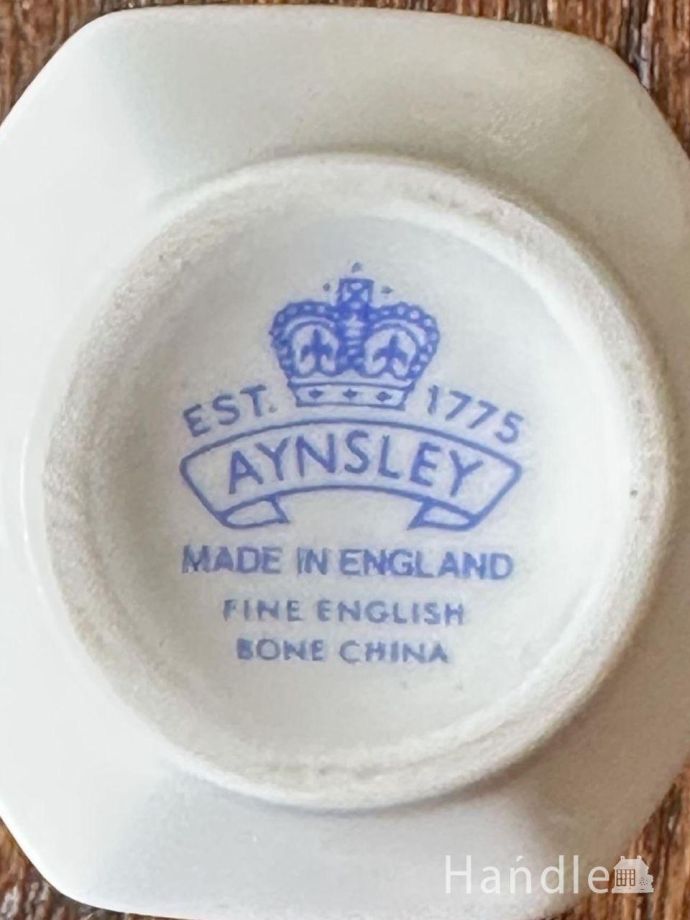 EST. 1775
AYNSLEY
MADE IN ENGLAND
FINE ENGLISH
BONE CHINA
Handle